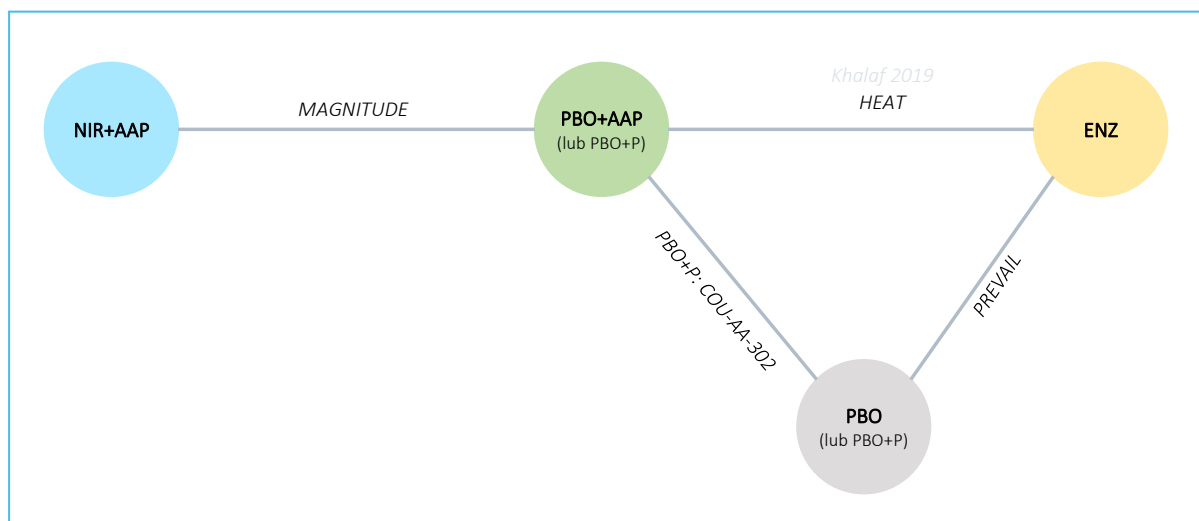 Khalaf 2019
MAGNITUDE
HEAT
NIR+AAP
PBO+AAP
(lub PBO+P)
ENZ
PBO+P: COU-AA-302
PREVAIL
PBO
(lub PBO+P)